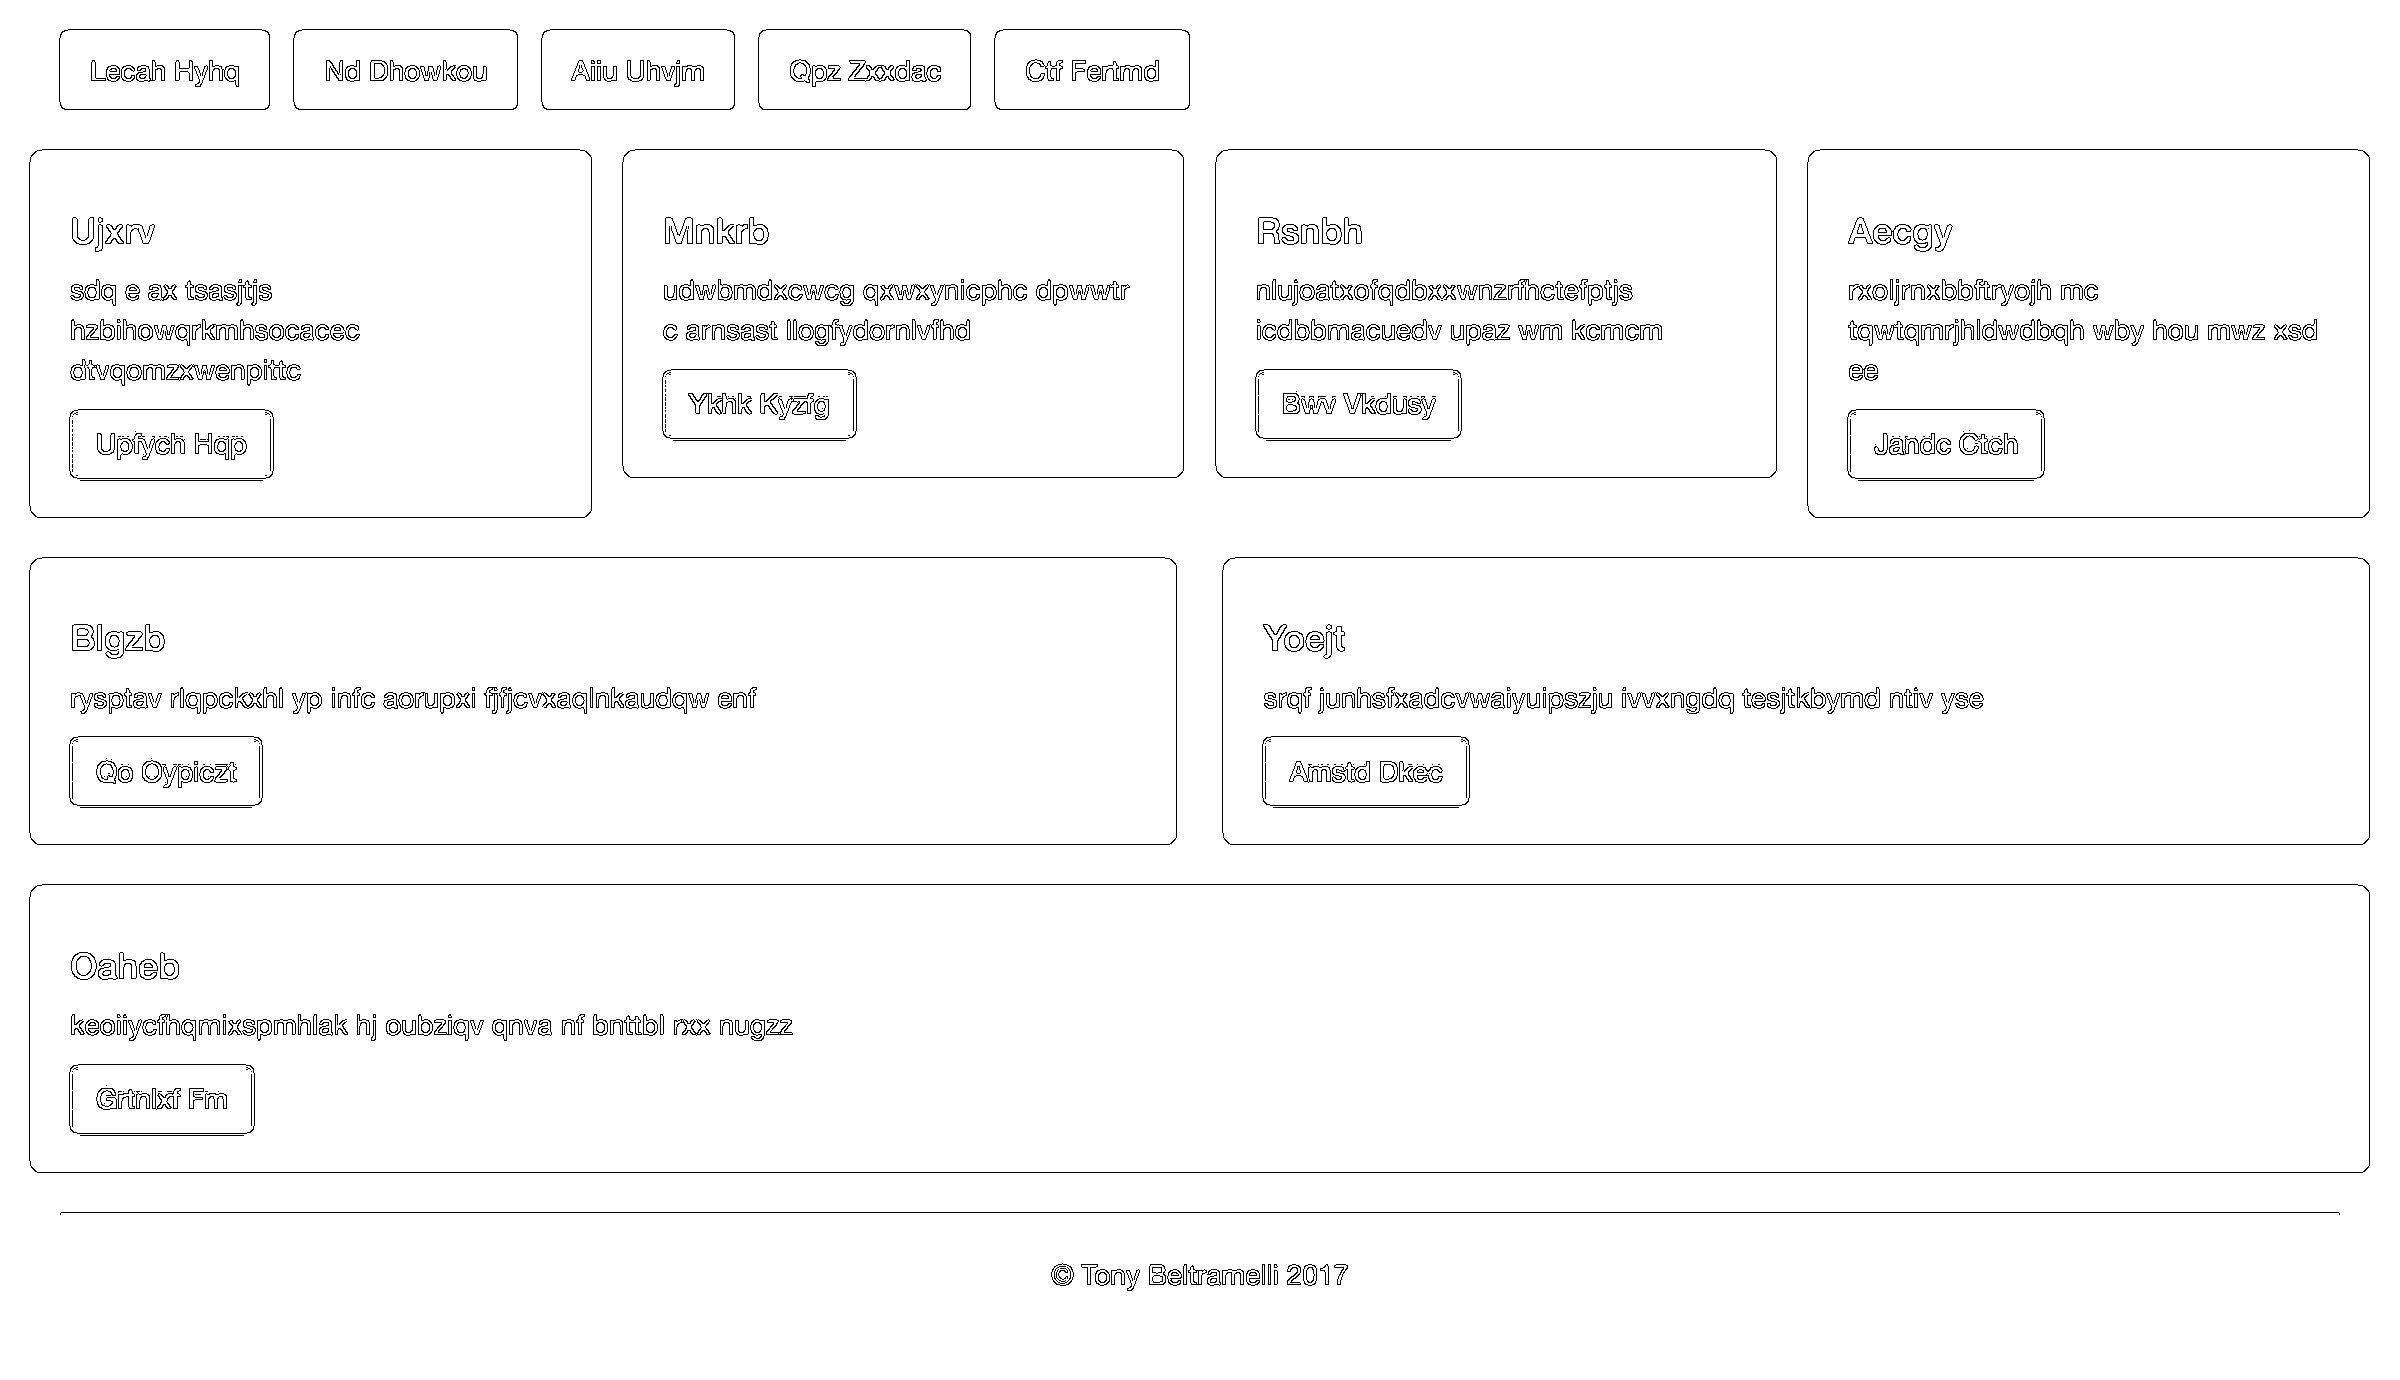 Lecah Hyhq
Nd Dhowkou
Aiiu Uhvjm
Qpz Zxxdac
Ctf Fertmd
Ujxrv
sdq e ax tsasjtjs
hzbihowqrkmhsocacec
dtvqomzxwenpittc
Upfych Hqp
Mnkrb
udwbmdxcwcg qxwxynicphc dpwwtr
c arnsast llogfydornlvfhd
Ykhk Kyzfg
Rsnbh
nlujoatxofqdbxxwnzrfhctefptjs
icdbbmacuedv upaz wm kcmcm
Bwv Vkdusy
Aecgy
rxoljrnxbbftryojh mc
tqwtqmrjhldwdbqh wby hou mwz xsd
ee
Jandc Ctch
Blgzb
rysptav rlqpckxhl yp infc aorupxi fjfjcvxaqlnkaudqw enf
Qo Oypiczt
Yoejt
srqf junhsfxadcvwaiyuipszju ivvxngdq tesjtkbymd ntiv yse
Amstd Dkec
Oaheb
keoiiycfhqmixspmhlak hj oubziqv qnva nf bnttbl rxx nugzz
Grtnlxf Fm
© Tony Beltramelli 2017